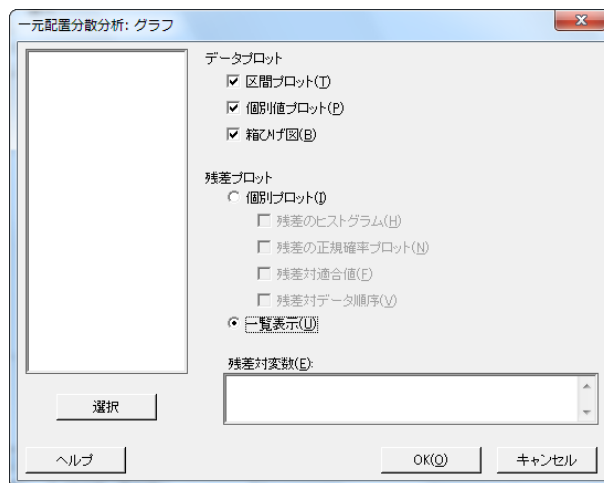 一元配置分散分析: グラフ
データプロット
区間プロット(T)
個別値プロット(P)
箱ひげ図(B)
残差プロット
個別プロット(I)
残差のヒストグラム(H)
残差の正規確率プロット(N)
残差対適合値(F)
残差対データ順序(V)
一覧表示(U)
残差対変数(E):
選択
ヘルプ
OK(O)
キャンセル